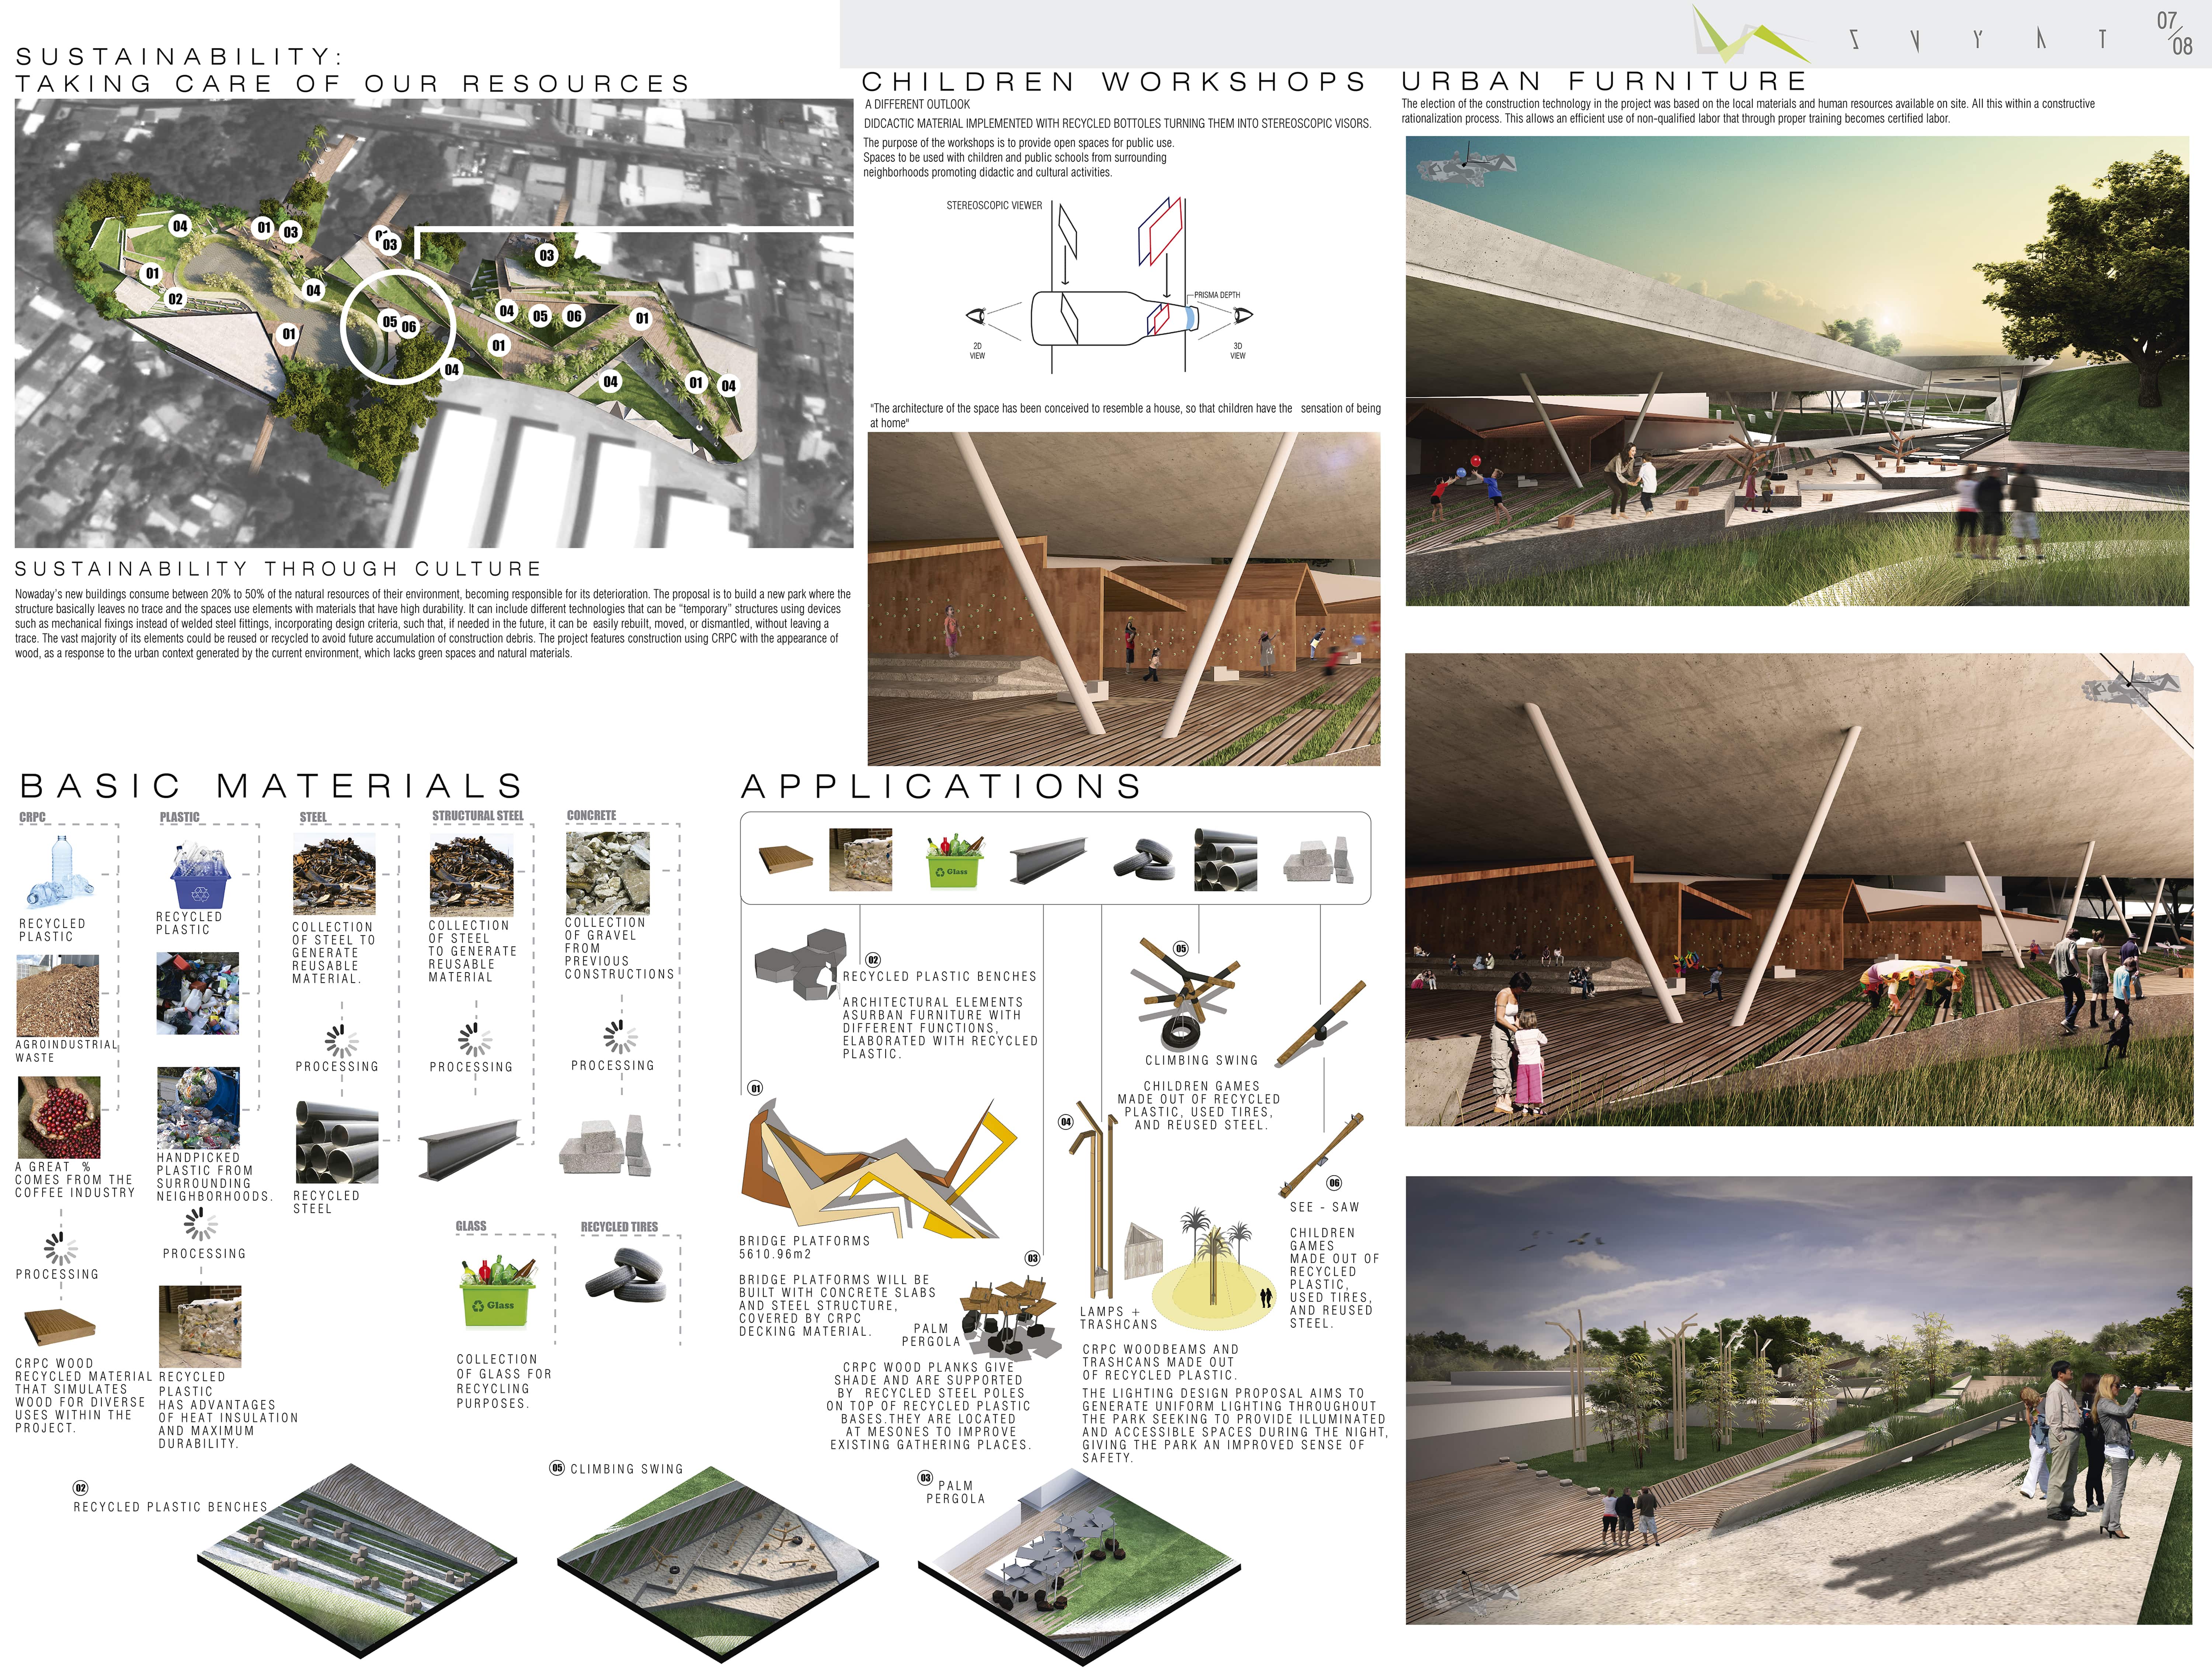 07/08
S V Y A T
SUSTAINABILITY:
TAKING CARE OF OUR RESOURCES
04
01
03
01
03
03
01
02
04
01
05
06
04
05
06
01
01
04
04
01
04
SUSTAINABILITY THROUGH CULTURE
Nowaday's new buildings consume between 20% to 50% of the natural resources of their environment, becoming responsible for its deterioration. The proposal is to build a new park where the
structure basically leaves no trace and the spaces use elements with materials that have high durability. It can include different technologies that can be “temporary” structures using devices
such as mechanical fixings instead of welded steel fittings, incorporating design criteria, such that, if needed in the future, it can be easily rebuilt, moved, or dismantled, without leaving a
trace. The vast majority of its elements could be reused or recycled to avoid future accumulation of construction debris. The project features construction using CRPC with the appearance of
wood, as a response to the urban context generated by the current environment, which lacks green spaces and natural materials.
CHILDREN WORKSHOPS
A DIFFERENT OUTLOOK
DIDCACTIC MATERIAL IMPLEMENTED WITH RECYCLED BOTTOLES TURNING THEM INTO STEREOSCOPIC VISORS.
The purpose of the workshops is to provide open spaces for public use.
Spaces to be used with children and public schools from surrounding
neighborhoods promoting didactic and cultural activities.
STEREOSCOPIC VIEWER
PRISMA DEPTH
2D
VIEW
3D
VIEW
"The architecture of the space has been conceived to resemble a house, so that children have the sensation of being
at home"
URBAN FURNITURE
The election of the construction technology in the project was based on the local materials and human resources available on site. All this within a constructive
rationalization process. This allows an efficient use of non-qualified labor that through proper training becomes certified labor.
BASIC MATERIALS
CRPC
RECYCLED
PLASTIC
AGROINDUSTRIAL
WASTE
A GREAT %
COMES FROM THE
COFFEE INDUSTRY
PROCESSING
CRPC WOOD
RECYCLED MATERIAL
THAT SIMULATES
WOOD FOR DIVERSE
USES WITHIN THE
PROJECT.
PLASTIC
RECYCLED
PLASTIC
HANDPICKED
PLASTIC FROM
SURROUNDING
NEIGHBORHOODS.
PROCESSING
RECYCLED
PLASTIC
HAS ADVANTAGES
OF HEAT INSULATION
AND MAXIMUM
DURABILITY.
STEEL
COLLECTION
OF STEEL TO
GENERATE
REUSABLE
MATERIAL.
PROCESSING
RECYCLED
STEEL
STRUCTURAL STEEL
COLLECTION
OF STEEL
TO GENERATE
REUSABLE
MATERIAL
PROCESSING
CONCRETE
COLLECTION
OF GRAVEL
FROM
PREVIOUS
CONSTRUCTIONS
PROCESSING
GLASS
Glass
COLLECTION
OF GLASS FOR
RECYCLING
PURPOSES.
RECYCLED TIRES
APPLICATIONS
Glass
02
RECYCLED PLASTIC BENCHES
ARCHITECTURAL ELEMENTS
ASURBAN FURNITURE WITH
DIFFERENT FUNCTIONS,
ELABORATED WITH RECYCLED
PLASTIC.
01
BRIDGE PLATFORMS
5610.96m2
BRIDGE PLATFORMS WILL BE
BUILT WITH CONCRETE SLABS
AND STEEL STRUCTURE,
COVERED BY CRPC
DECKING MATERIAL.
03
PALM
PERGOLA
CRPC WOOD PLANKS GIVE
SHADE AND ARE SUPPORTED
BY RECYCLED STEEL POLES
ON TOP OF RECYCLED PLASTIC
BASES.THEY ARE LOCATED
AT MESONES TO IMPROVE
EXISTING GATHERING PLACES.
05
CLIMBING SWING
CHILDREN GAMES
MADE OUT OF RECYCLED
PLASTIC, USED TIRES,
AND REUSED STEEL.
04
LAMPS +
TRASHCANS
CRPC WOODBEAMS AND
TRASHCANS MADE OUT
OF RECYCLED PLASTIC.
THE LIGHTING DESIGN PROPOSAL AIMS TO
GENERATE UNIFORM LIGHTING THROUGHOUT
THE PARK SEEKING TO PROVIDE ILLUMINATED
AND ACCESSIBLE SPACES DURING THE NIGHT,
GIVING THE PARK AN IMPROVED SENSE OF
SAFETY.
06
SEE - SAW
CHILDREN
GAMES
MADE OUT OF
RECYCLED
PLASTIC,
USED TIRES,
AND REUSED
STEEL.
02
RECYCLED PLASTIC BENCHES
05 CLIMBING SWING
03 PALM
PERGOLA